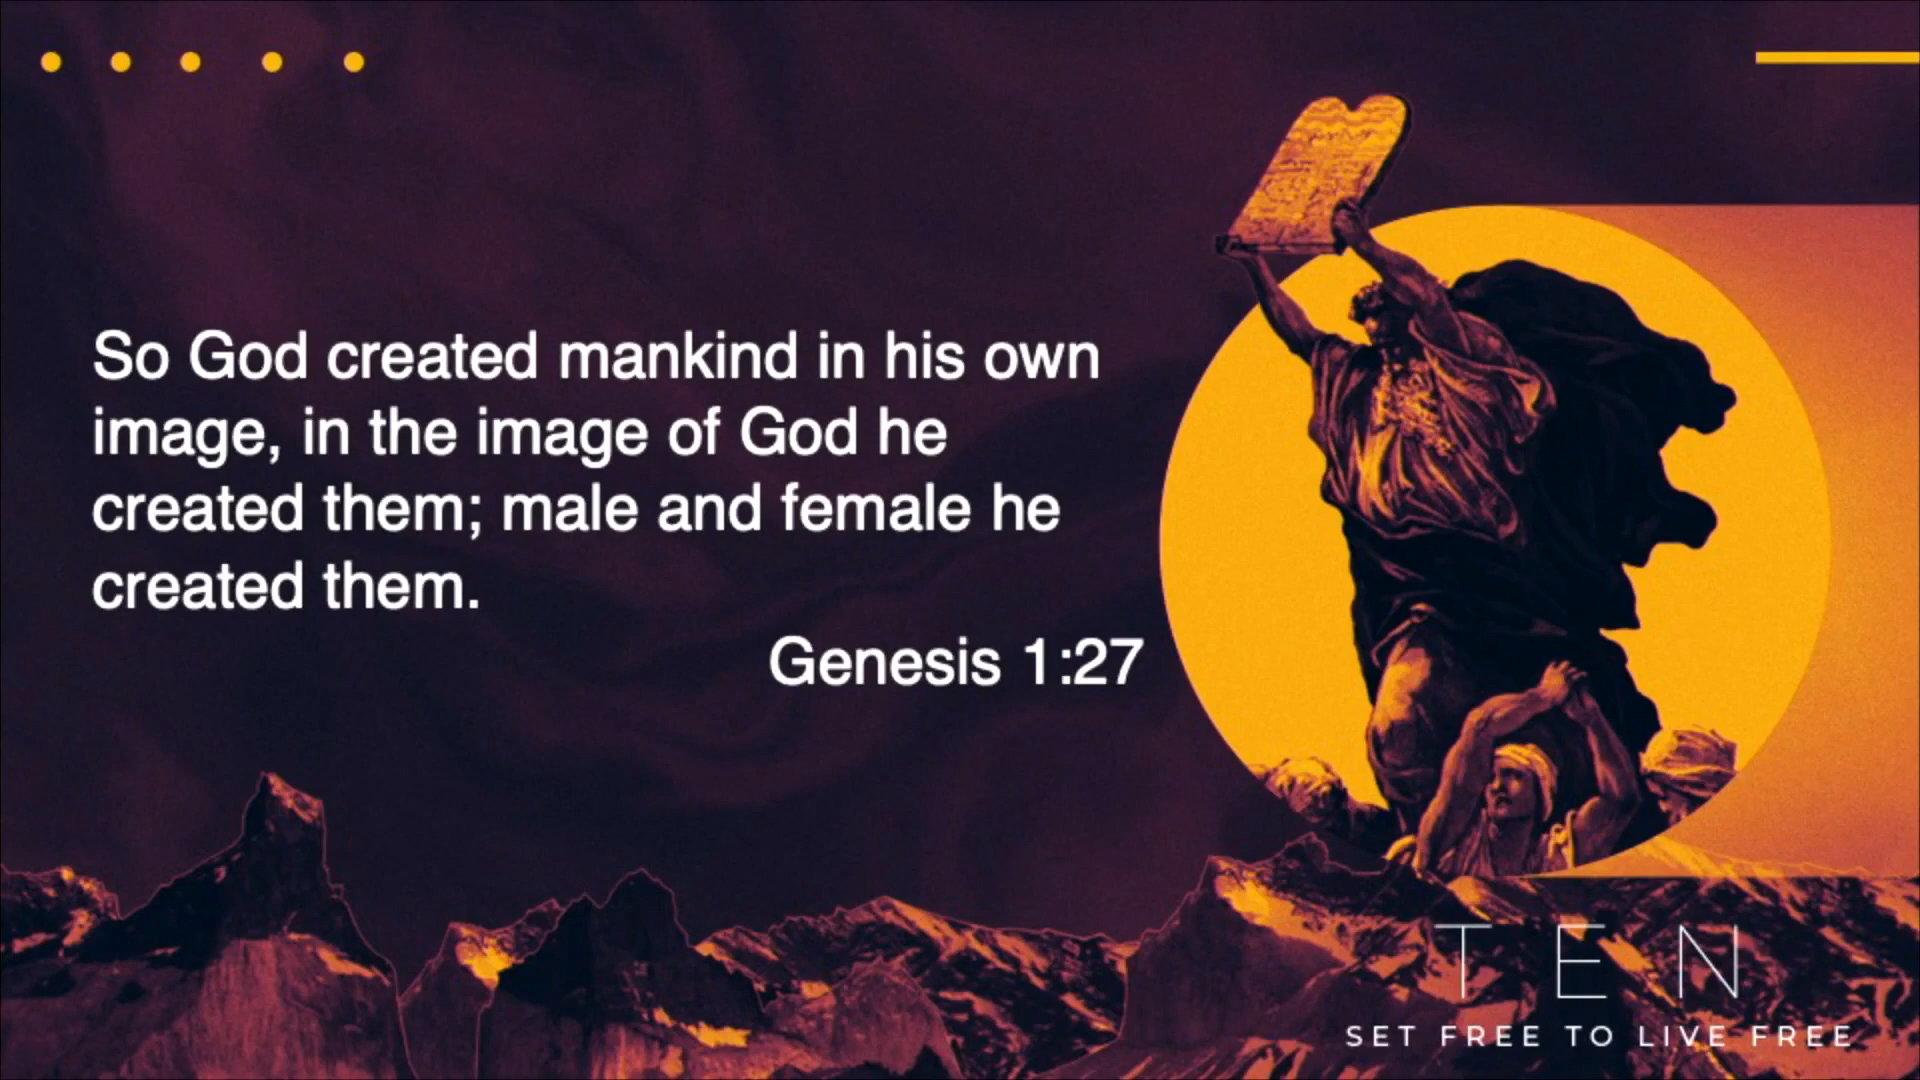 So God created mankind in his own
image, in the image of God he
created them; male and female he
created them.
Genesis 1:27
TEN
SET FREE TO LIVE FREE